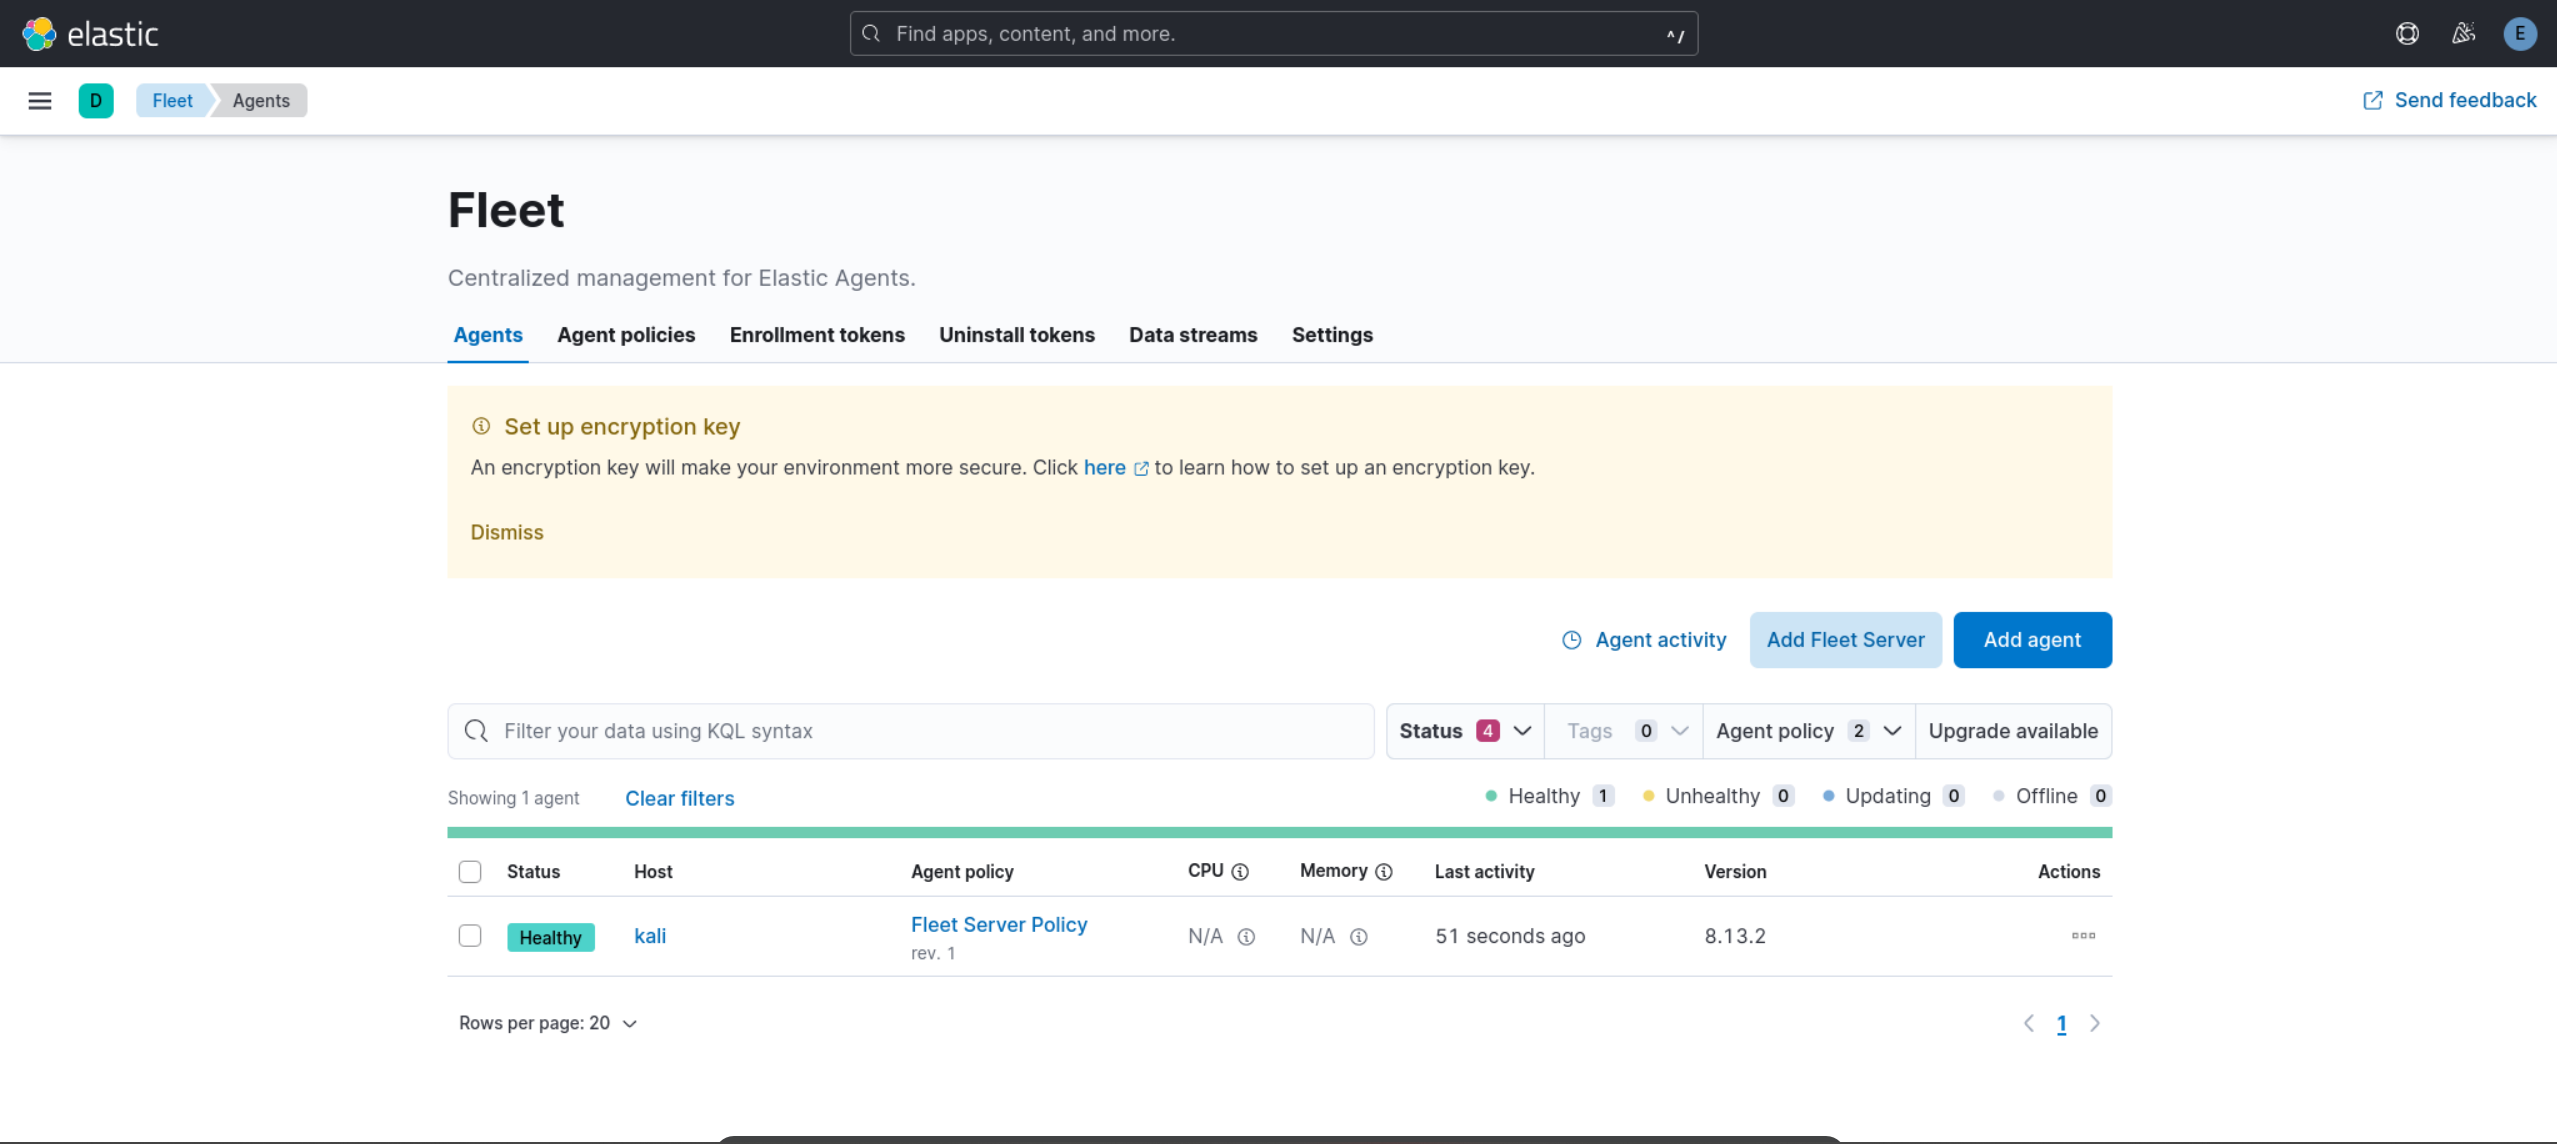 elastic
Find apps, content, and more.
^/
E
D
Fleet
Agents
Send feedback
Fleet
Centralized management for Elastic Agents.
Agents
Agent policies
Enrollment tokens
Uninstall tokens
Data streams
Settings
Set up encryption key
An encryption key will make your environment more secure. Click here to learn how to set up an encryption key.
Dismiss
Agent activity
Add Fleet Server
Add agent
Filter your data using KQL syntax
Status 4
Tags 0
Agent policy 2
Upgrade available
Showing 1 agent
Clear filters
Healthy 1
Unhealthy 0
Updating 0
Offline 0
Status Host Agent policy CPU Memory Last activity Version Actions
Healthy kali Fleet Server Policy N/A N/A 51 seconds ago 8.13.2
rev. 1
Rows per page: 20
1